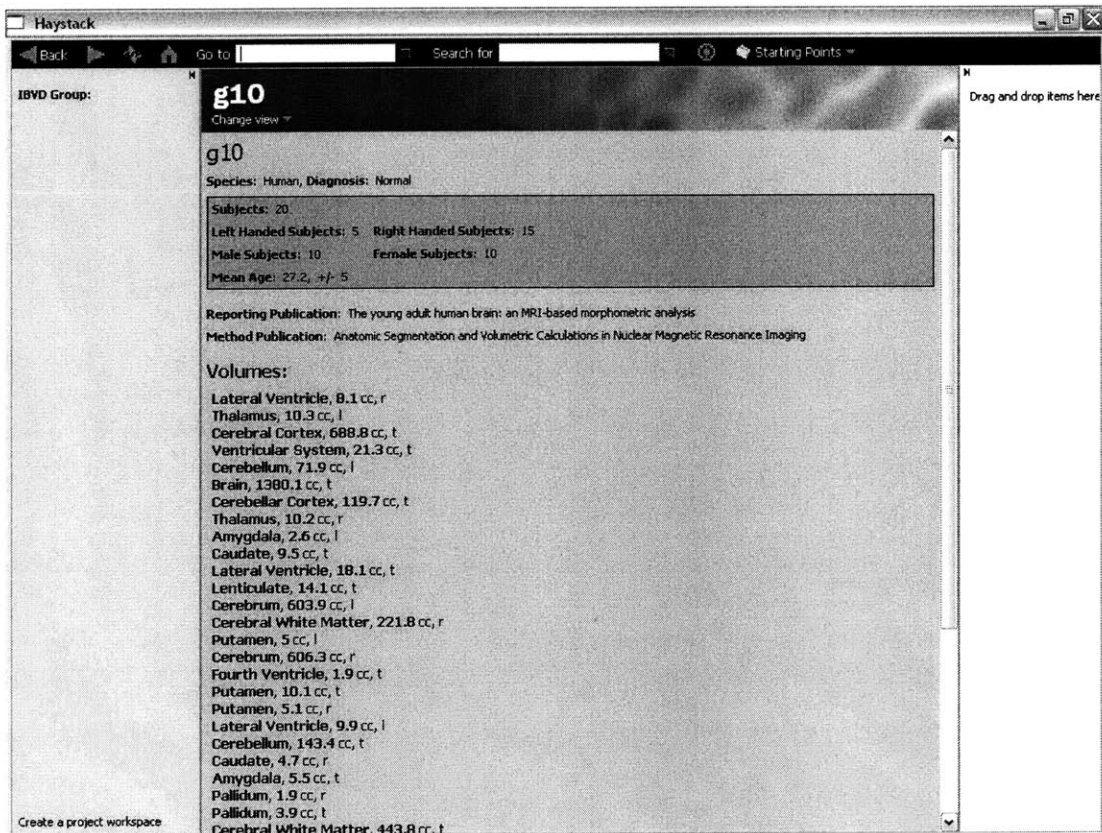 Haystack
Back Go to Search for Starting Points
IBVD Group:
g10
Change view
Drag and drop items here
g10
Species: Human, Diagnosis: Normal
Subjects: 20
Left Handed Subjects: 5 Right Handed Subjects: 15
Male Subjects: 10 Female Subjects: 10
Mean Age: 27.2, +/- 5
Reporting Publication: The young adult human brain: an MRI-based morphometric analysis
Method Publication: Anatomic Segmentation and Volumetric Calculations in Nuclear Magnetic Resonance Imaging
Volumes:
Lateral Ventricle, 8.1 cc, r
Thalamus, 10.3 cc, l
Cerebral Cortex, 688.8 cc, t
Ventricular System, 21.3 cc, t
Cerebellum, 71.9 cc, l
Brain, 1380.1 cc, t
Cerebellar Cortex, 119.7 cc, t
Thalamus, 10.2 cc, r
Amygdala, 2.6 cc, l
Caudate, 9.5 cc, t
Lateral Ventricle, 18.1 cc, t
Lenticulate, 14.1 cc, t
Cerebrum, 603.9 cc, l
Cerebral White Matter, 221.8 cc, r
Putamen, 5 cc, l
Cerebrum, 606.3 cc, r
Fourth Ventricle, 1.9 cc, t
Putamen, 10.1 cc, t
Putamen, 5.1 cc, r
Lateral Ventricle, 9.9 cc, l
Cerebellum, 143.4 cc, t
Caudate, 4.7 cc, r
Amygdala, 5.5 cc, t
Pallidum, 1.9 cc, r
Pallidum, 3.9 cc, t
Cerebral White Matter, 443.8 cc, t
Create a project workspace